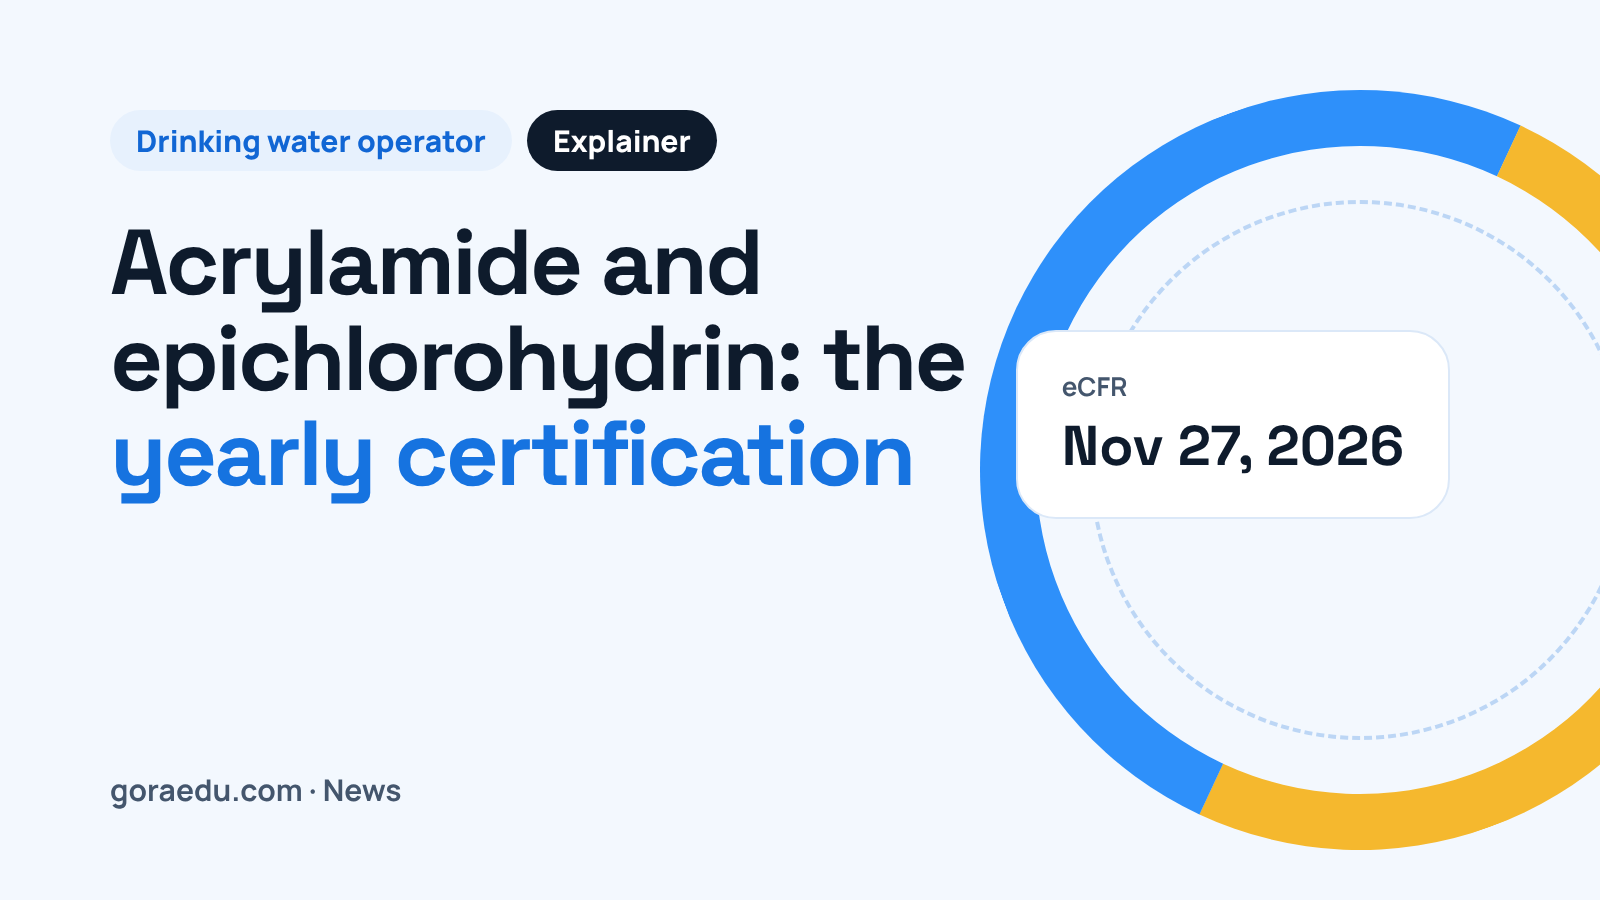 Drinking water operator
Explainer
Acrylamide and
epichlorohydrin: the
yearly certification
eCFR
Nov 27, 2026
goraedu.com · News